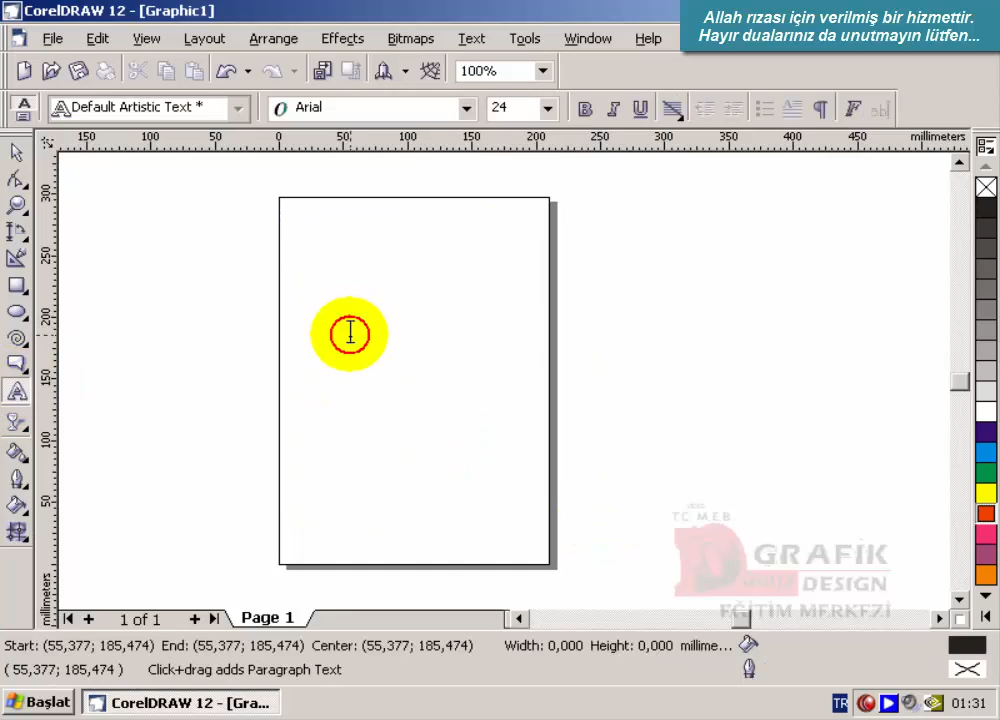 CorelDRAW 12 - [Graphic1]
Allah rızası için verilmiş bir hizmettir.
Hayır dualarınız da unutmayın lütfen...
File Edit View Layout Arrange Effects Bitmaps Text Tools Window Help
100%
Default Artistic Text * Arial 24
150 100 50 0 50 100 150 200 250 300 350 400 450 millimeters
300
250
200
150
100
50
millimeters
TC M.E.B
GRAFİK
DESIGN
EĞİTİM MERKEZİ
1 of 1 Page 1
Start: (55,377; 185,474) End: (55,377; 185,474) Center: (55,377; 185,474) Width: 0,000 Height: 0,000 millime...
( 55,377; 185,474 ) Click+drag adds Paragraph Text
Başlat CorelDRAW 12 - [Gra... TR 01:31